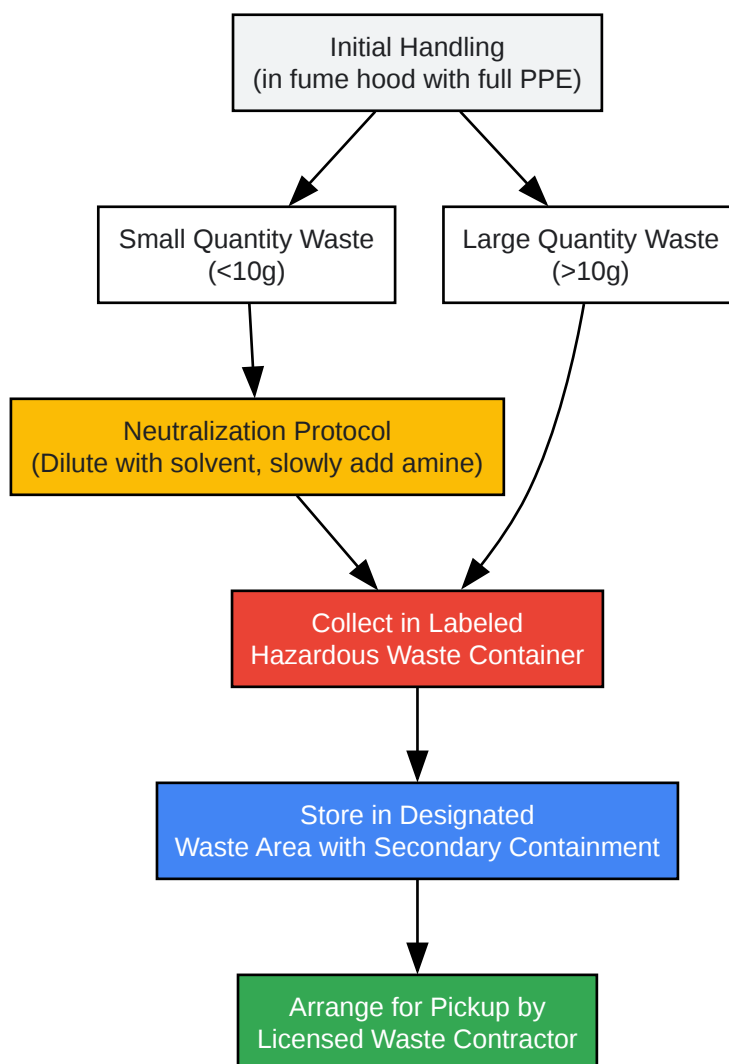 Initial Handling
(in fume hood with full PPE)
Small Quantity Waste
(<10g)
Large Quantity Waste
(>10g)
Neutralization Protocol
(Dilute with solvent, slowly add amine)
Collect in Labeled
Hazardous Waste Container
Store in Designated
Waste Area with Secondary Containment
Arrange for Pickup by
Licensed Waste Contractor